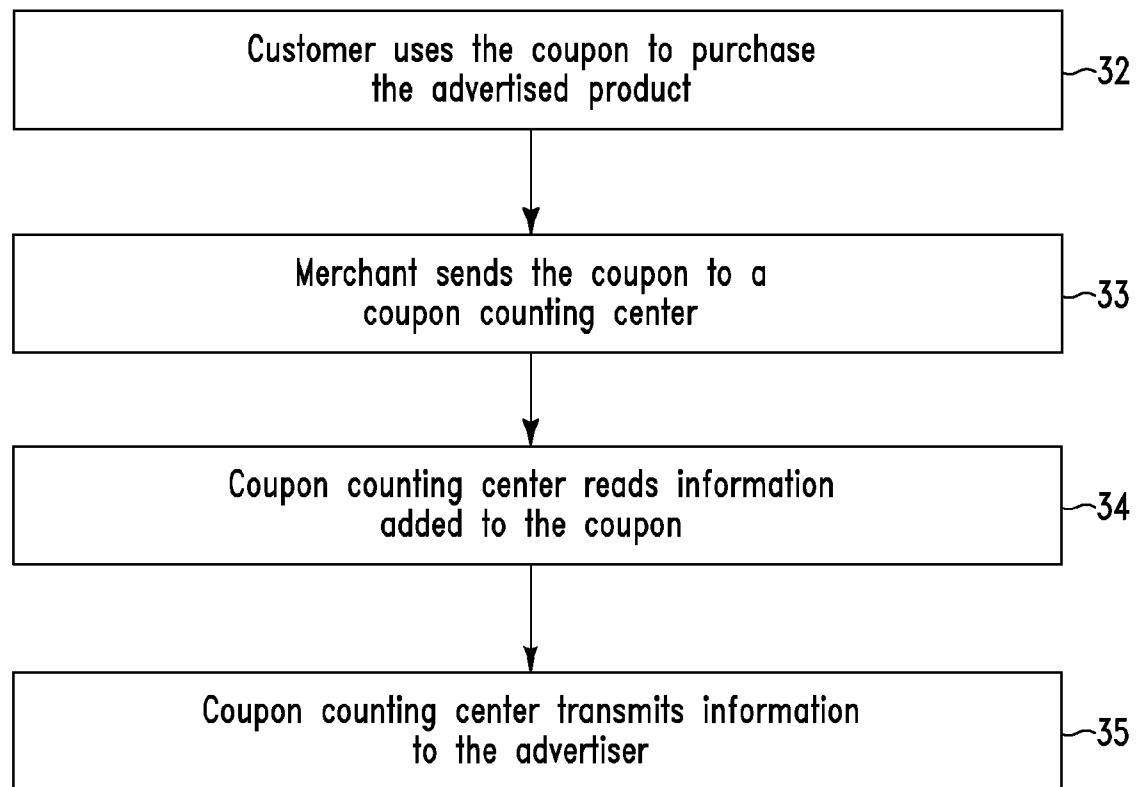 Customer uses the coupon to purchase
the advertised product
32
Merchant sends the coupon to a
coupon counting center
33
Coupon counting center reads information
added to the coupon
34
Coupon counting center transmits information
to the advertiser
35